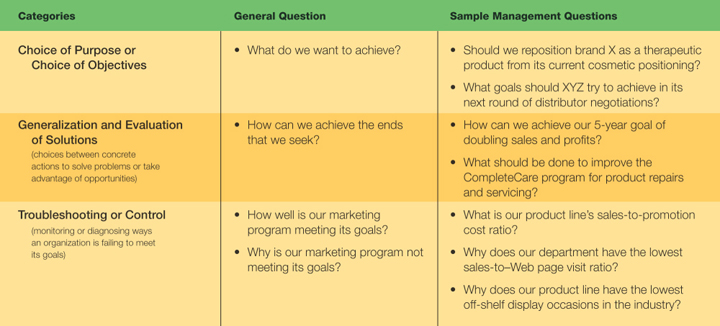 Categories
General Question
Sample Management Questions
Choice of Purpose or
Choice of Objectives
• What do we want to achieve?
• Should we reposition brand X as a therapeutic
product from its current cosmetic positioning?
• What goals should XYZ try to achieve in its
next round of distributor negotiations?
Generalization and Evaluation
of Solutions
(choices between concrete
actions to solve problems or take
advantage of opportunities)
• How can we achieve the ends
that we seek?
• How can we achieve our 5-year goal of
doubling sales and profits?
• What should be done to improve the
CompleteCare program for product repairs
and servicing?
Troubleshooting or Control
(monitoring or diagnosing ways
an organization is failing to meet
its goals)
• How well is our marketing
program meeting its goals?
• Why is our marketing program not
meeting its goals?
• What is our product line’s sales-to-promotion
cost ratio?
• Why does our department have the lowest
sales-to–Web page visit ratio?
• Why does our product line have the lowest
off-shelf display occasions in the industry?